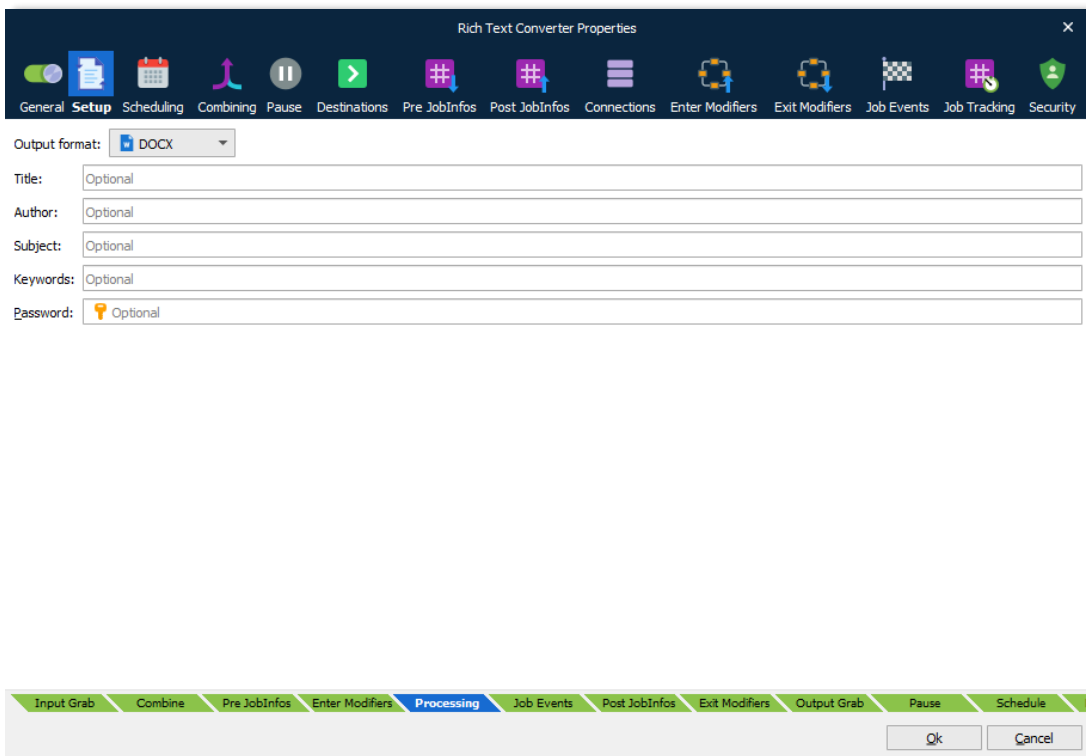 Rich Text Converter Properties
General Setup Scheduling Combining Pause Destinations Pre JobInfos Post JobInfos Connections Enter Modifiers Exit Modifiers Job Events Job Tracking Security
Output format: DOCX
Title: Optional
Author: Optional
Subject: Optional
Keywords: Optional
Password: Optional
Input Grab Combine Pre JobInfos Enter Modifiers Processing Job Events Post JobInfos Exit Modifiers Output Grab Pause Schedule
Ok Cancel